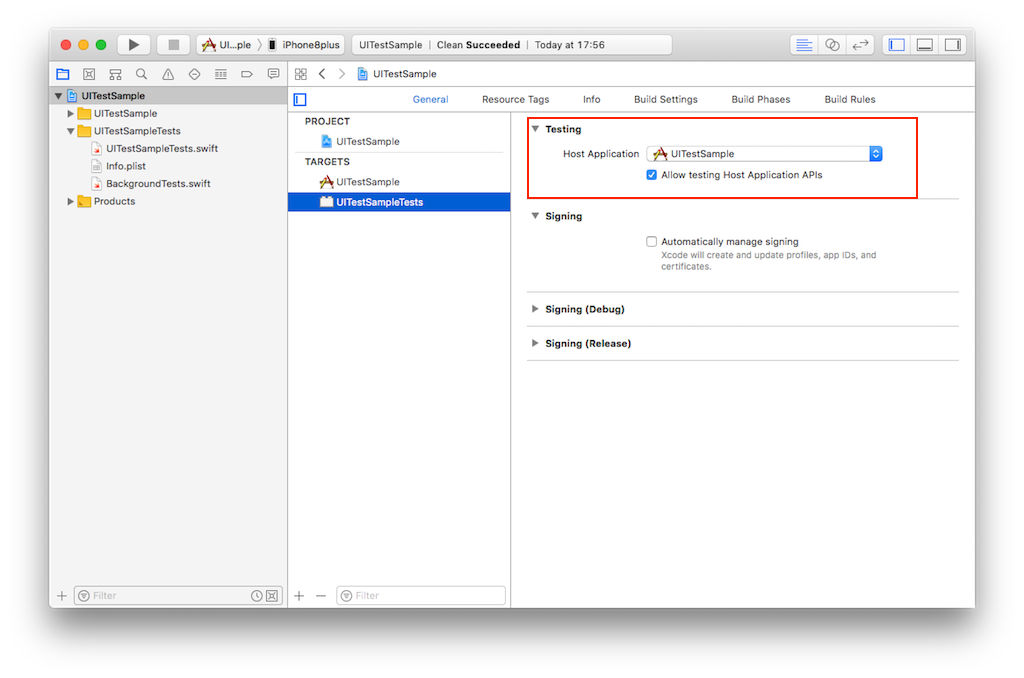 UI...ple
iPhone8plus
UITestSample | Clean Succeeded | Today at 17:56
UITestSample
UITestSample
UITestSample
UITestSampleTests
UITestSampleTests.swift
Info.plist
BackgroundTests.swift
Products
Filter
General Resource Tags Info Build Settings Build Phases Build Rules
PROJECT
UITestSample
TARGETS
UITestSample
UITestSampleTests
Filter
Testing
Host Application UITestSample
Allow testing Host Application APIs
Signing
Automatically manage signing
Xcode will create and update profiles, app IDs, and
certificates.
Signing (Debug)
Signing (Release)